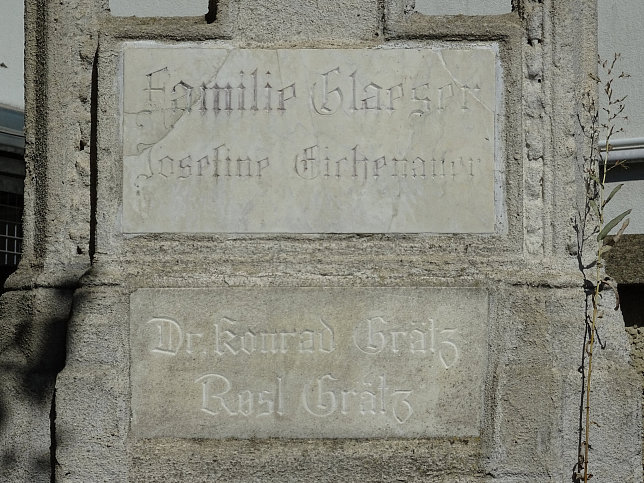 Familie Glaeser
Josefine Eichenauer
Dr. Konrad Grätz
Rosl Grätz